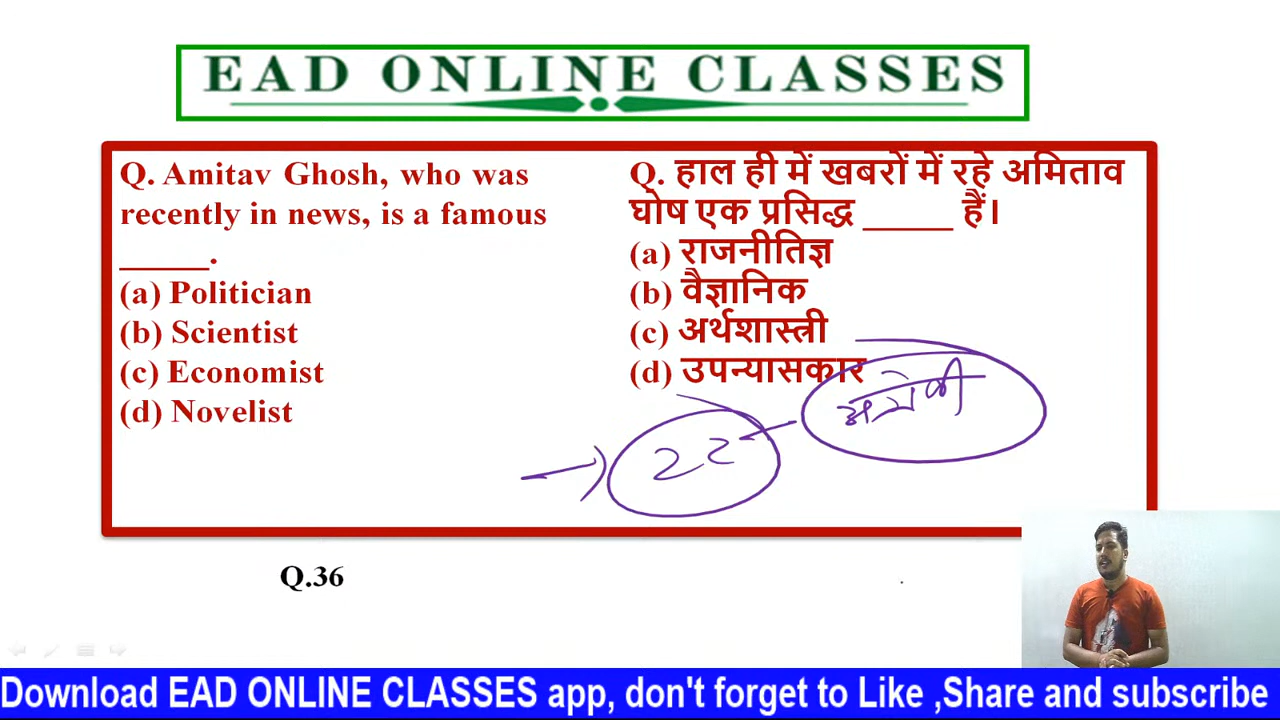 EAD ONLINE CLASSES
Q. Amitav Ghosh, who was
recently in news, is a famous
_____.
(a) Politician
(b) Scientist
(c) Economist
(d) Novelist
Q. हाल ही में खबरों में रहे अमिताव
घोष एक प्रसिद्ध _____ हैं।
(a) राजनीतिज्ञ
(b) वैज्ञानिक
(c) अर्थशास्त्री
(d) उपन्यासकार
22
Q.36
Download EAD ONLINE CLASSES app, don't forget to Like ,Share and subscribe